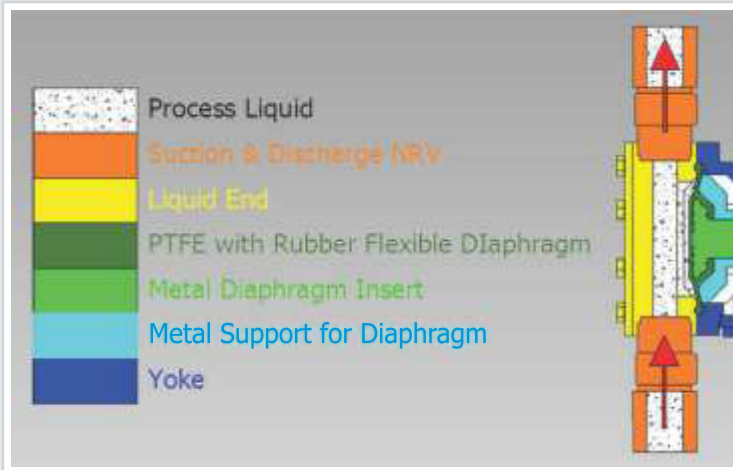 Process Liquid
Suction & Discharge NRV
Liquid End
PTFE with Rubber Flexible DIaphragm
Metal Diaphragm Insert
Metal Support for Diaphragm
Yoke